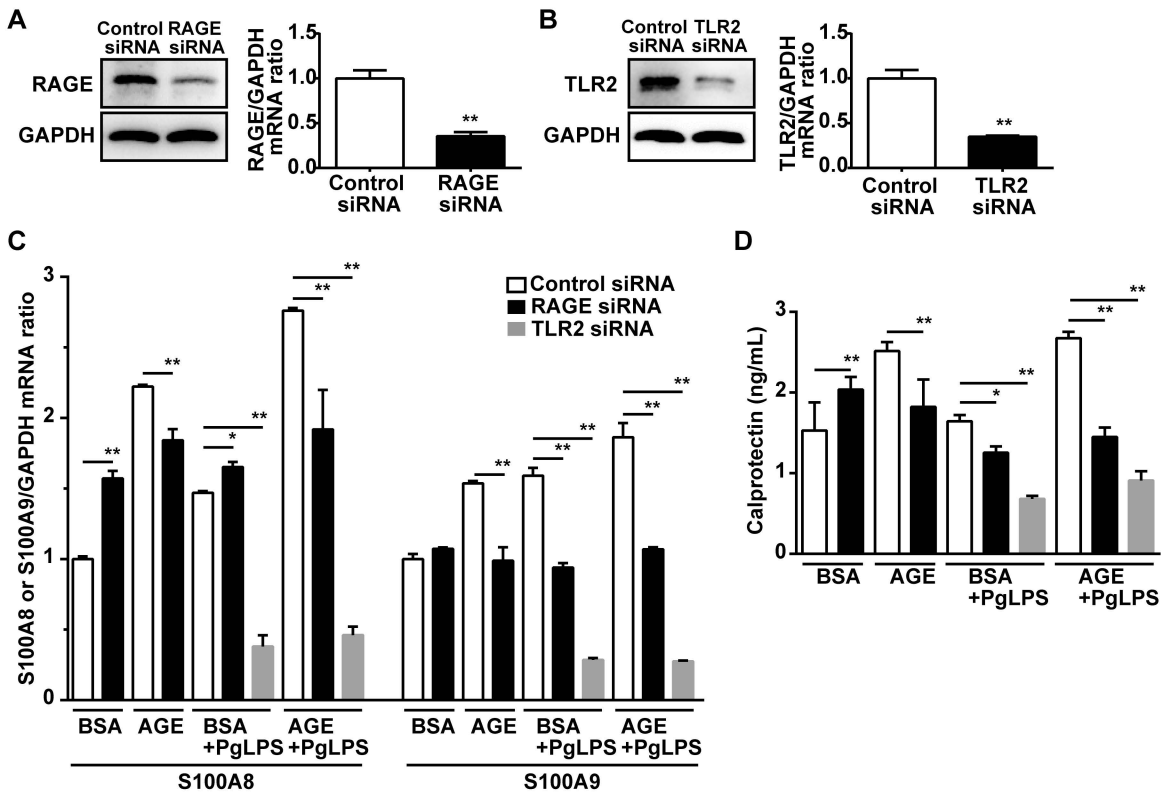 A
Control RAGE
siRNA siRNA
RAGE
GAPDH
RAGE/GAPDH
mRNA ratio
1.5
1.0
0.5
0.0
**
Control
siRNA
RAGE
siRNA
B
Control TLR2
siRNA siRNA
TLR2
GAPDH
TLR2/GAPDH
mRNA ratio
1.5
1.0
0.5
0.0
**
Control
siRNA
TLR2
siRNA
C
S100A8 or S100A9/GAPDH mRNA ratio
3
2
1
0
Control siRNA
RAGE siRNA
TLR2 siRNA
**
**
*
**
**
**
**
**
**
**
**
BSA
AGE
BSA
+PgLPS
AGE
+PgLPS
S100A8
BSA
AGE
BSA
+PgLPS
AGE
+PgLPS
S100A9
D
Calprotectin (ng/mL)
3
2
1
0
**
**
*
**
**
**
BSA
AGE
BSA
+PgLPS
AGE
+PgLPS